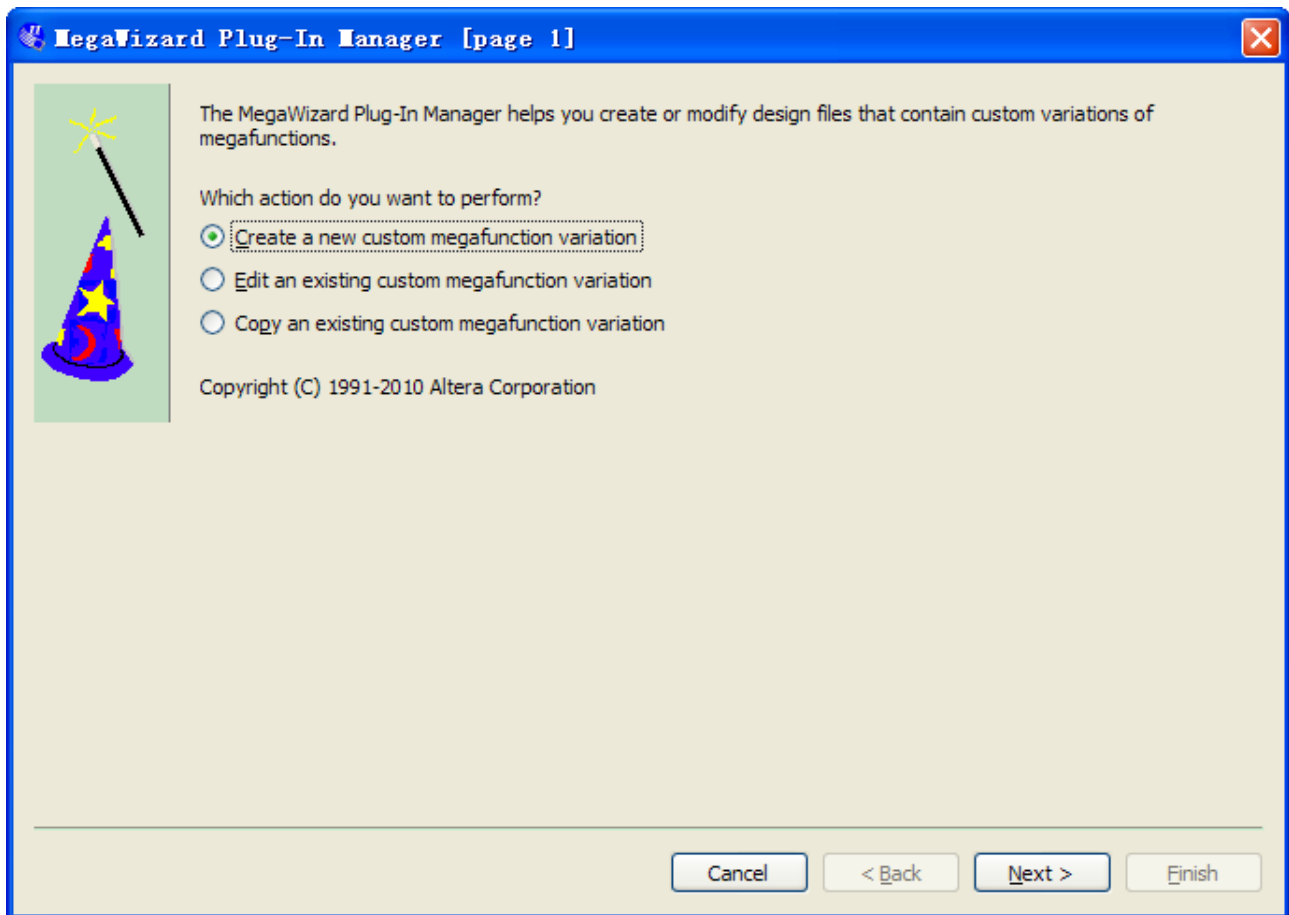 MegaWizard Plug-In Manager [page 1]
The MegaWizard Plug-In Manager helps you create or modify design files that contain custom variations of
megafunctions.
Which action do you want to perform?
Create a new custom megafunction variation
Edit an existing custom megafunction variation
Copy an existing custom megafunction variation
Copyright (C) 1991-2010 Altera Corporation
Cancel < Back Next > Finish